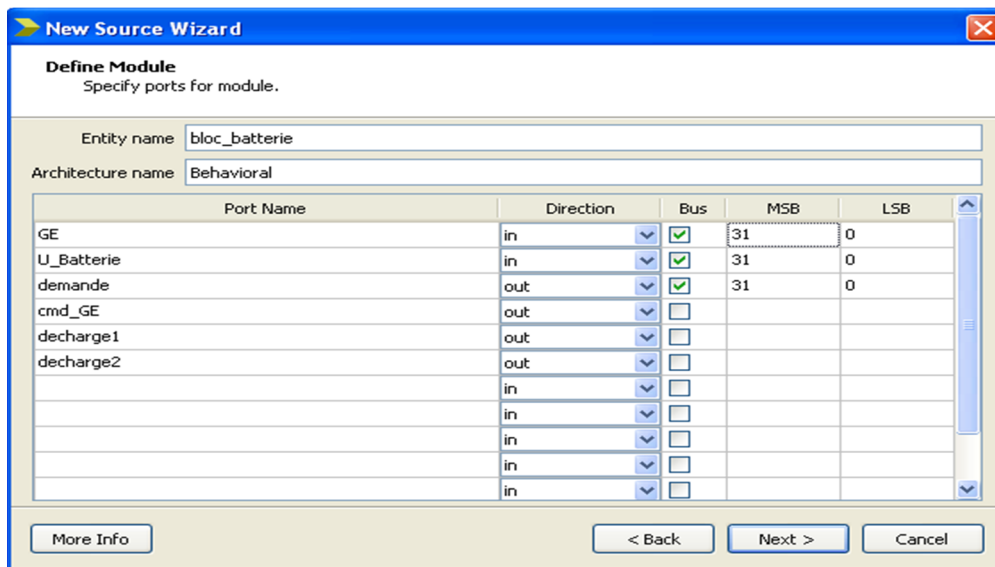 New Source Wizard
Define Module
Specify ports for module.
Entity name bloc_batterie
Architecture name Behavioral
Port Name Direction Bus MSB LSB
GE in 31 0
U_Batterie in 31 0
demande out 31 0
cmd_GE out
decharge1 out
decharge2 out
in
in
in
in
in
More Info < Back Next > Cancel